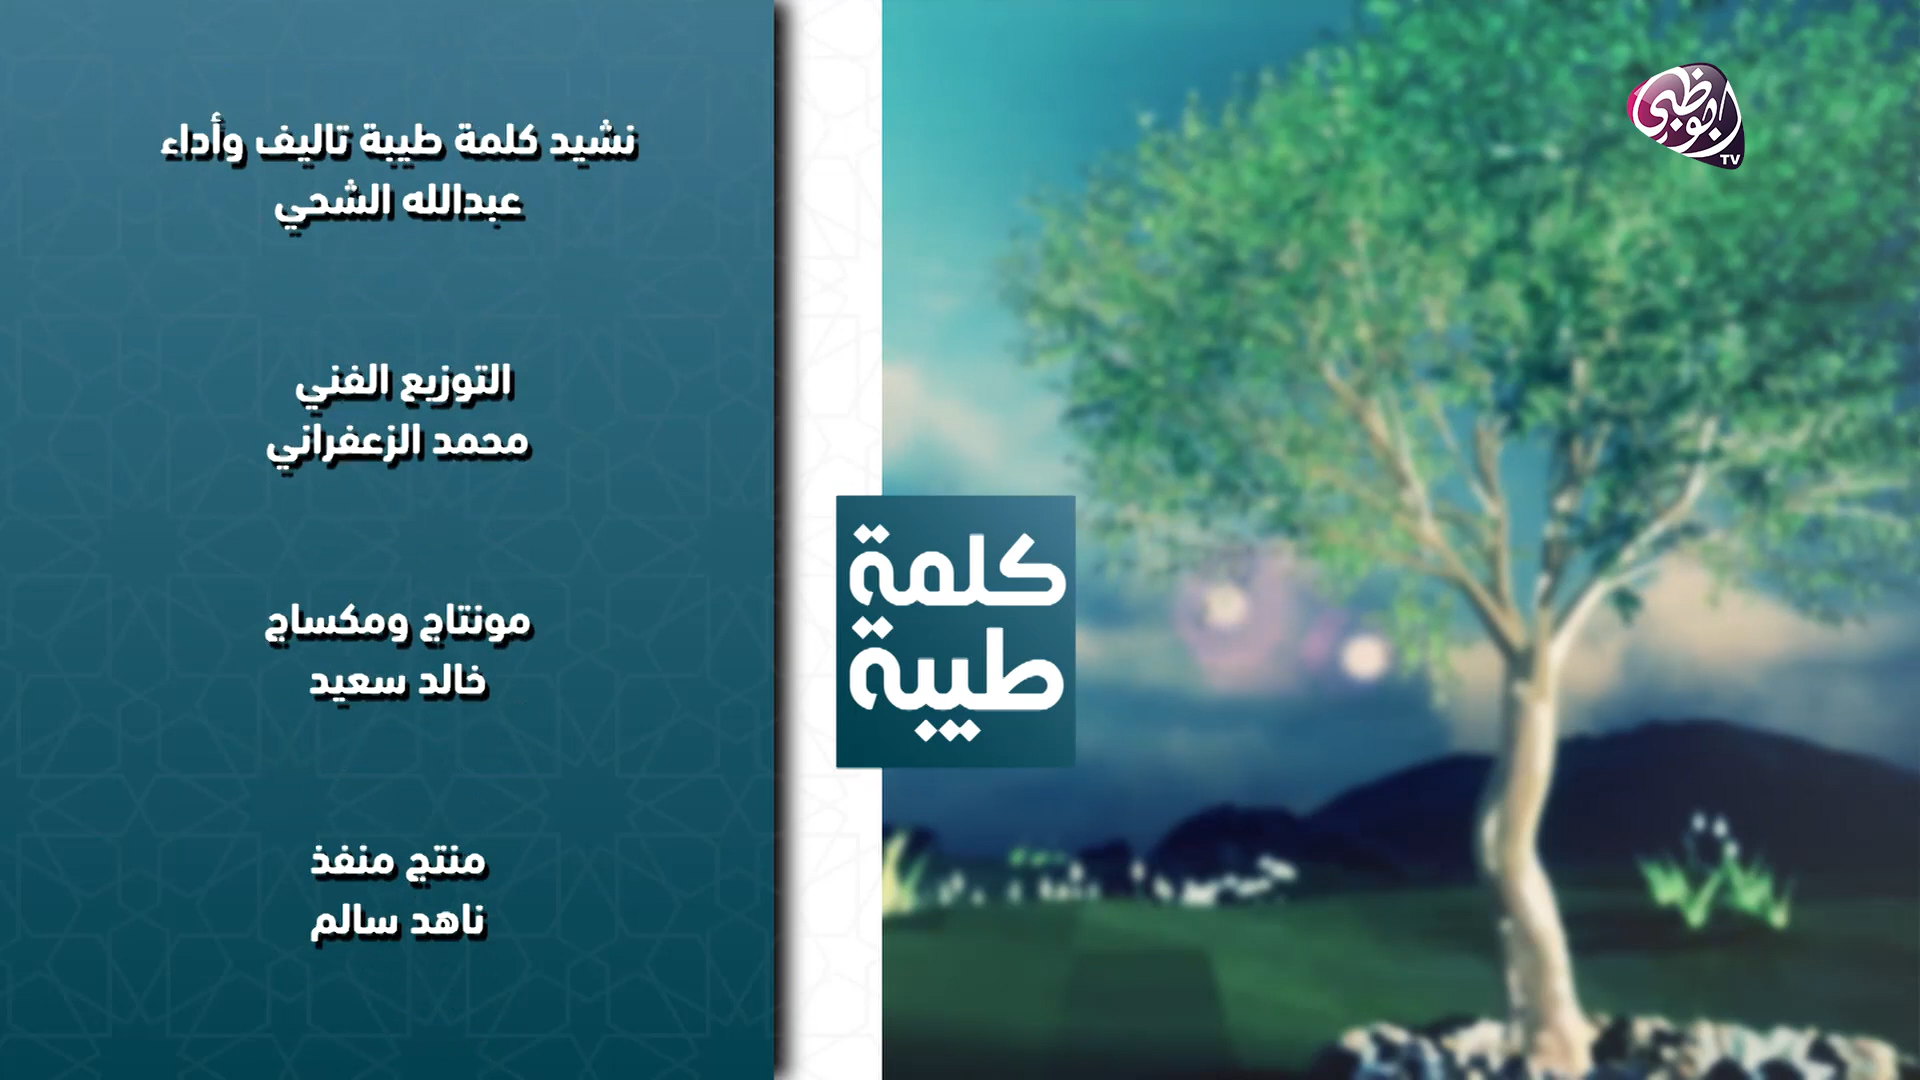 نشيد كلمة طيبة تاليف وأداء
عبدالله الشحي
التوزيع الفني
محمد الزعفراني
مونتاج ومكساج
خالد سعيد
منتج منفذ
ناهد سالم
كلمة
طيبة
ابوظبي
TV